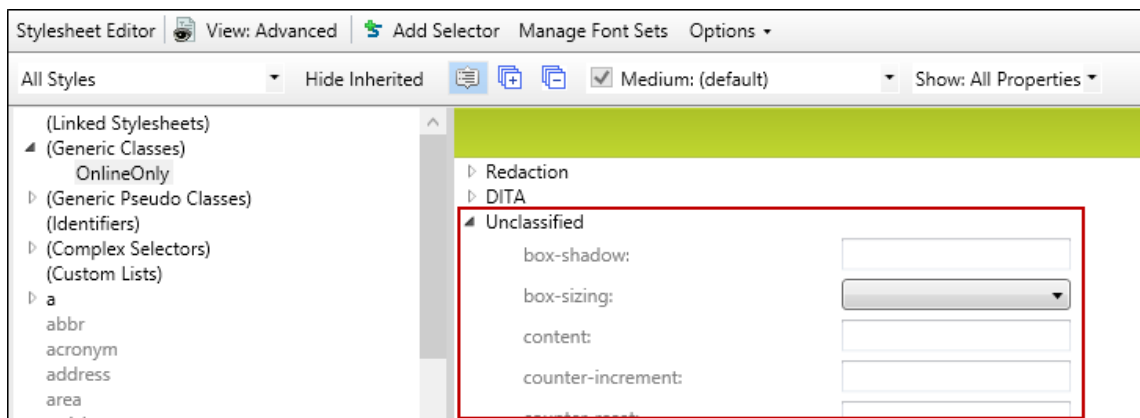 Stylesheet Editor View: Advanced Add Selector Manage Font Sets Options
All Styles Hide Inherited Medium: (default) Show: All Properties
(Linked Stylesheets)
(Generic Classes)
OnlineOnly
(Generic Pseudo Classes)
(Identifiers)
(Complex Selectors)
(Custom Lists)
a
abbr
acronym
address
area
Redaction
DITA
Unclassified
box-shadow:
box-sizing:
content:
counter-increment: